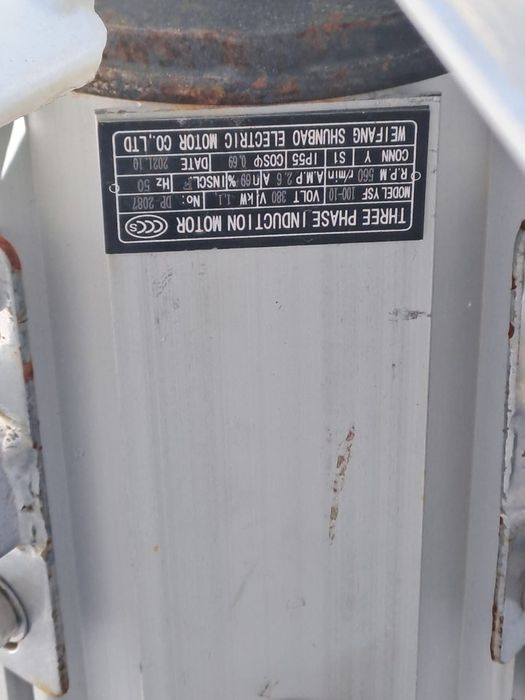 THREE PHASE INDUCTION MOTOR CCCs
MODEL YSF 100-10 VOLT 380 V kW 1.1 No: DP 2087
R.P.M 560 r/min A.M.P 2.6 A η 69 % INSCL F HZ 50
CONN Y S1 IP55 COSφ 0.69 DATE 2021.10
WEIFANG SHUNBAO ELECTRIC MOTOR CO.,LTD